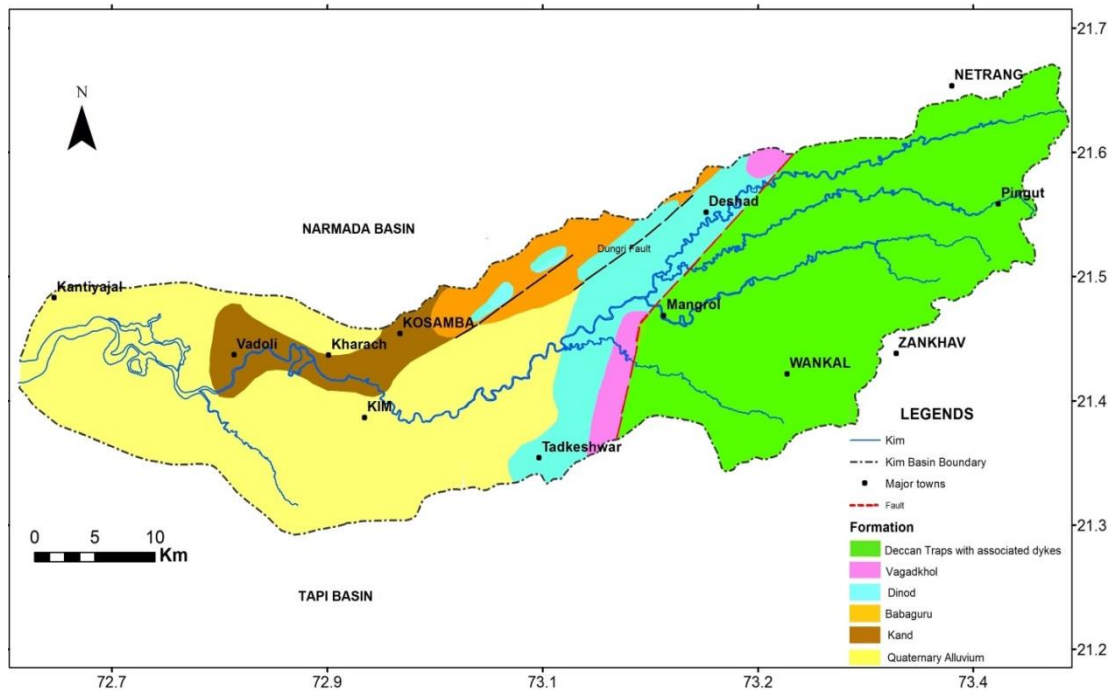 21.7
NETRANG
N
21.6
Pingut
Deshad
NARMADA BASIN
Dungri Fault
21.5
Kantiyajal
Mangrol
KOSAMBA
ZANKHAV
Vadoli
Kharach
WANKAL
21.4
KIM
LEGENDS
Kim
Tadkeshwar
Kim Basin Boundary
Major towns
Fault
21.3
0 5 10
Km
Formation
Deccan Traps with associated dykes
Vagadkhol
TAPI BASIN
Dinod
Babaguru
Kand
Quaternary Alluvium
21.2
72.7 72.9 73.1 73.2 73.4